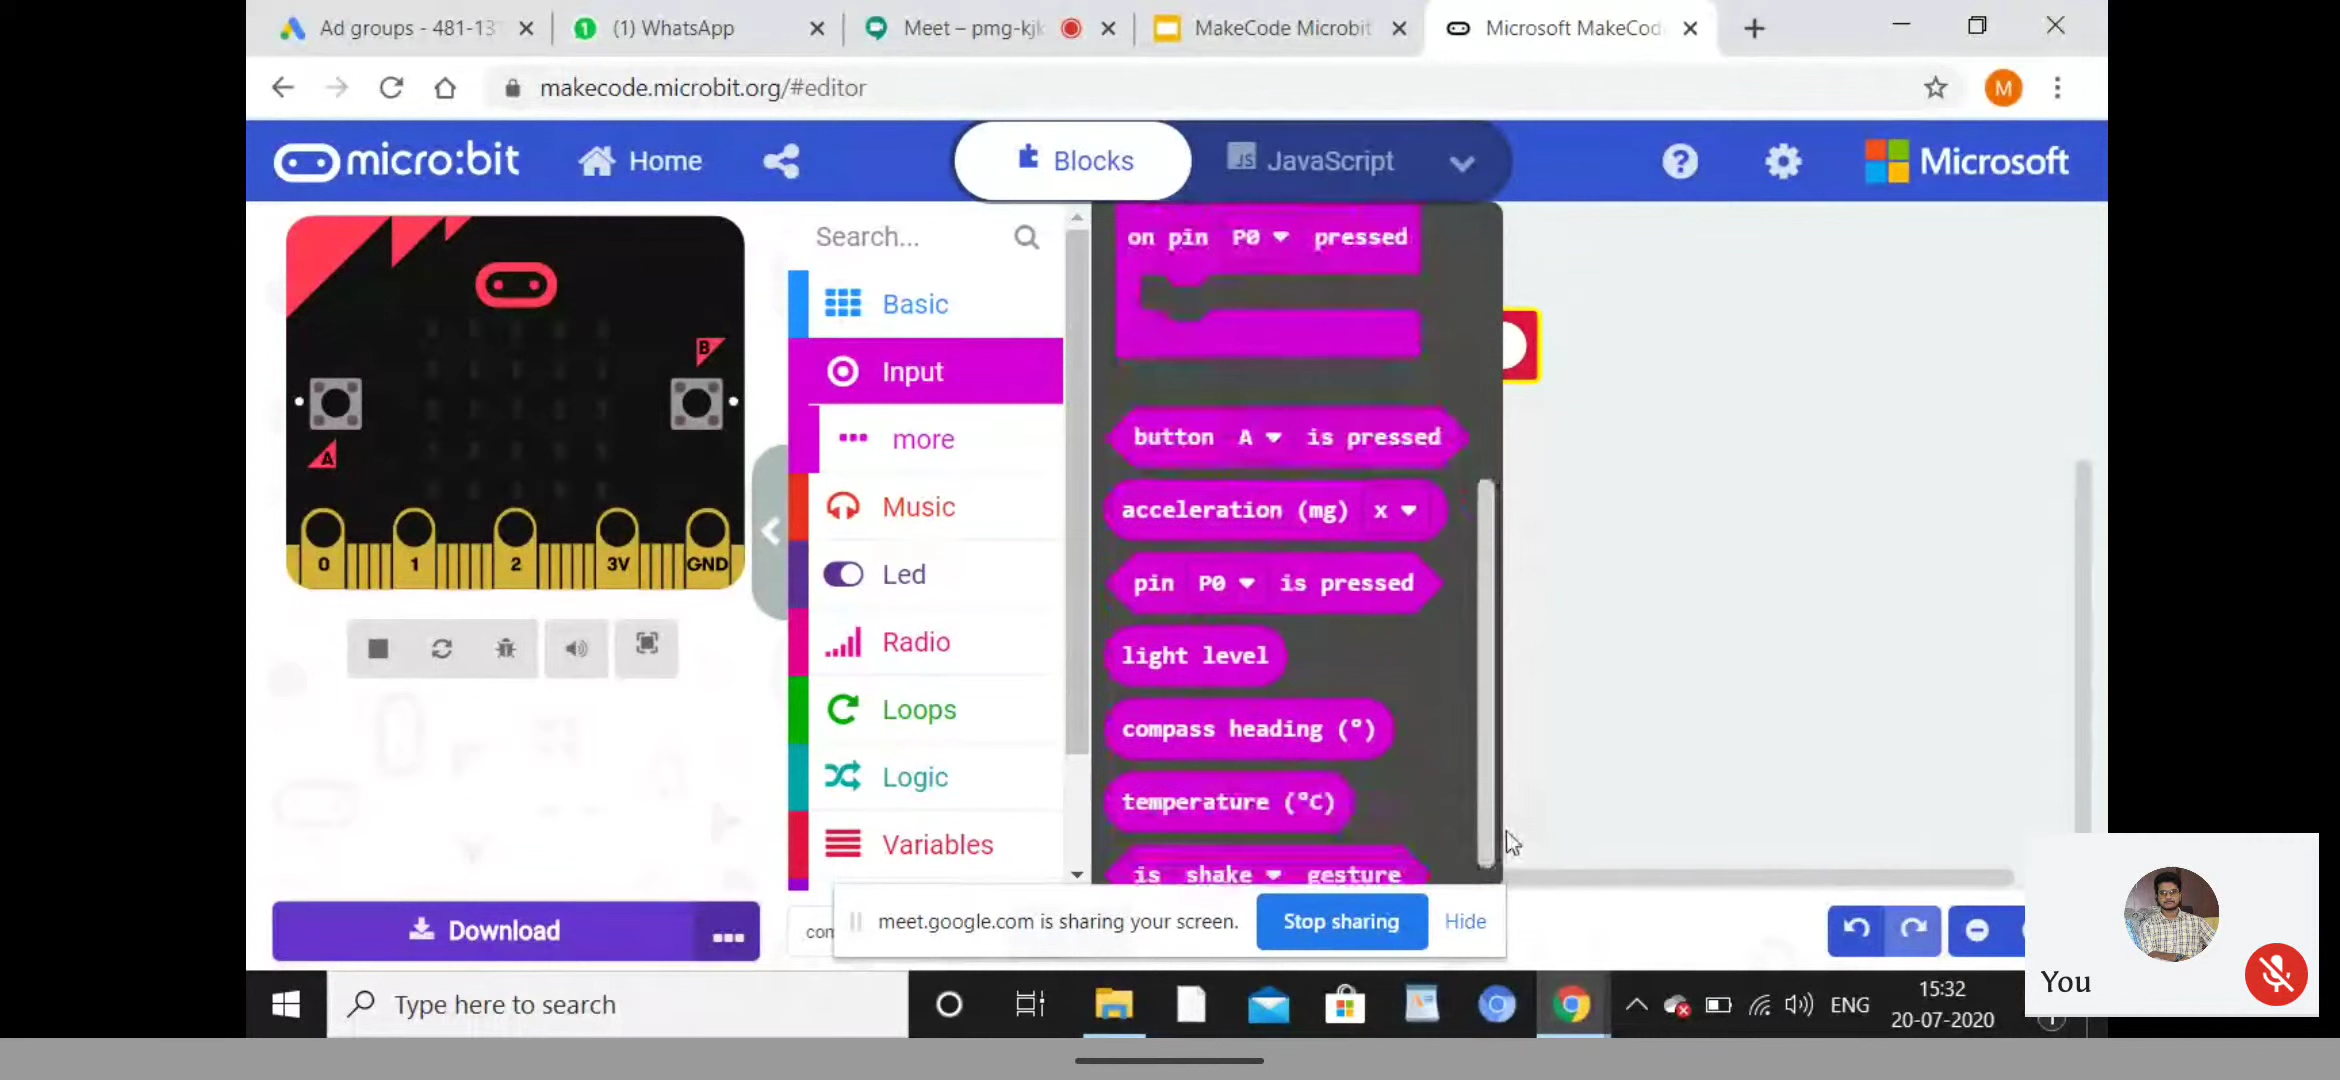 Ad groups - 481-13
(1) WhatsApp
Meet – pmg-kjk
MakeCode Microbit
Microsoft MakeCod
makecode.microbit.org/#editor
M
micro:bit
Home
Blocks
JS JavaScript
Microsoft
Search...
Basic
Input
more
Music
Led
Radio
Loops
Logic
Variables
B
A
0 1 2 3V GND
on pin P0 pressed
button A is pressed
acceleration (mg) x
pin P0 is pressed
light level
compass heading (°)
temperature (°C)
is shake gesture
Download
con
meet.google.com is sharing your screen.
Stop sharing
Hide
You
Type here to search
ENG
15:32
20-07-2020